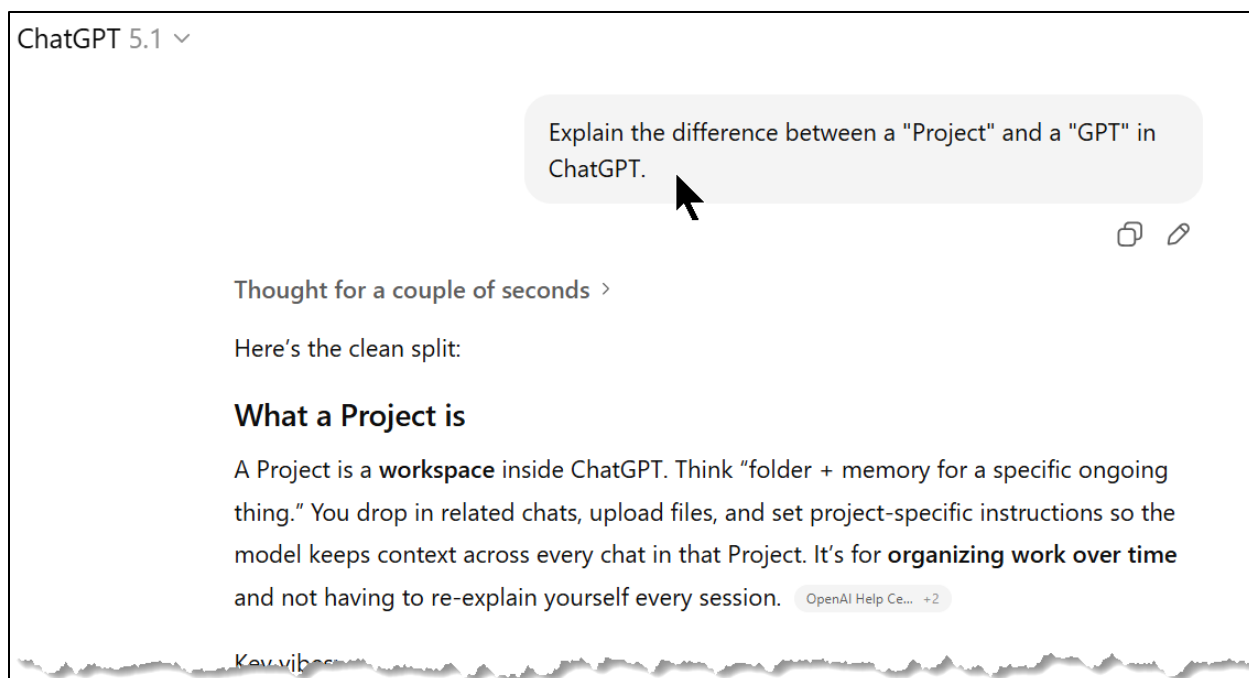 ChatGPT 5.1
Explain the difference between a "Project" and a "GPT" in
ChatGPT.
Thought for a couple of seconds
Here’s the clean split:
What a Project is
A Project is a workspace inside ChatGPT. Think “folder + memory for a specific ongoing
thing.” You drop in related chats, upload files, and set project-specific instructions so the
model keeps context across every chat in that Project. It’s for organizing work over time
and not having to re-explain yourself every session. OpenAI Help Ce... +2
Key vibes